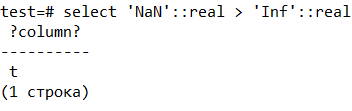 test=# select 'NaN'::real > 'Inf'::real
?column?
----------
t
(1 строка)